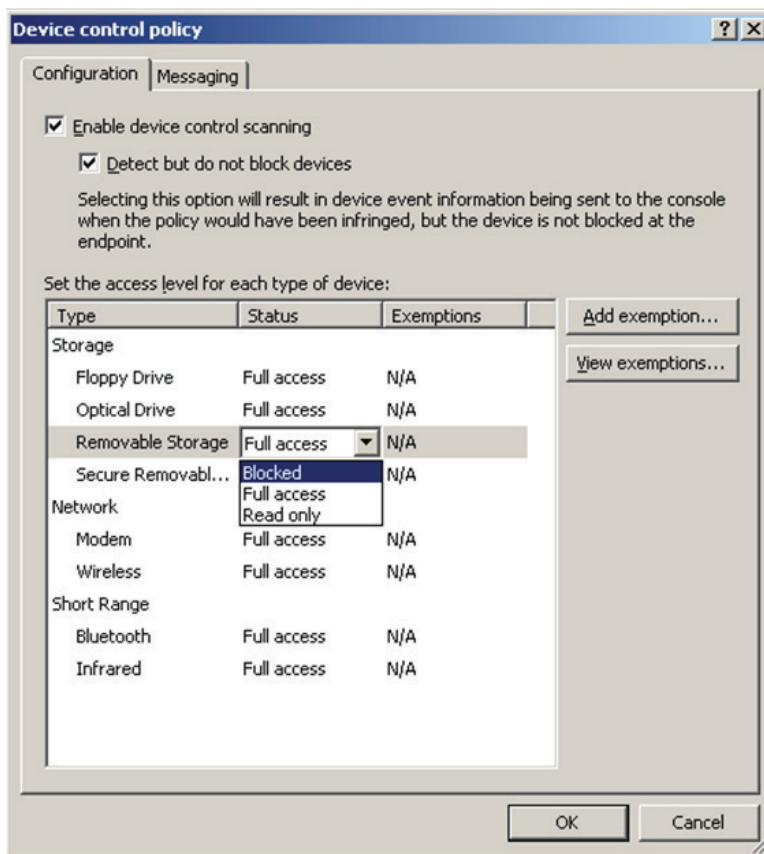 Device control policy
Configuration Messaging
Enable device control scanning
Detect but do not block devices
Selecting this option will result in device event information being sent to the console
when the policy would have been infringed, but the device is not blocked at the
endpoint.
Set the access level for each type of device:
Type Status Exemptions
Add exemption...
View exemptions...
Storage
Floppy Drive Full access N/A
Optical Drive Full access N/A
Removable Storage Full access N/A
Secure Removabl... N/A
Blocked
Full access
Read only
Network
Modem Full access N/A
Wireless Full access N/A
Short Range
Bluetooth Full access N/A
Infrared Full access N/A
OK Cancel